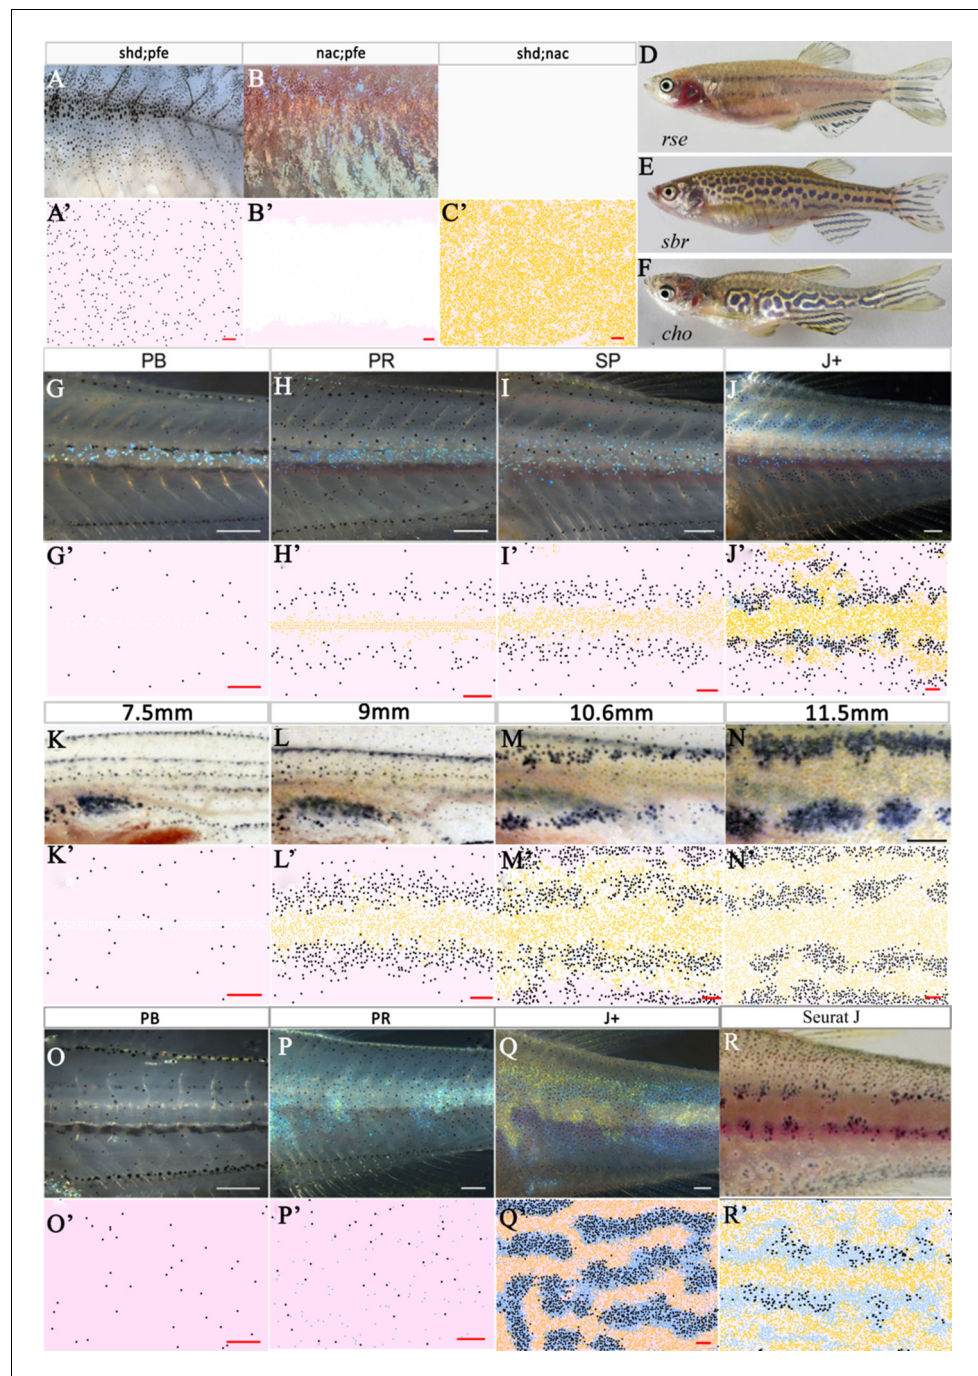 shd;pfe nac;pfe shd;nac
A B D
rse
E
sbr
A’ B’ C’
F
cho
PB PR SP J+
G H I J
G’ H’ I’ J’
7.5mm 9mm 10.6mm 11.5mm
K L M N
K’ L’ M’ N’
PB PR J+ Seurat J
O P Q R
O’ P’ Q’ R’